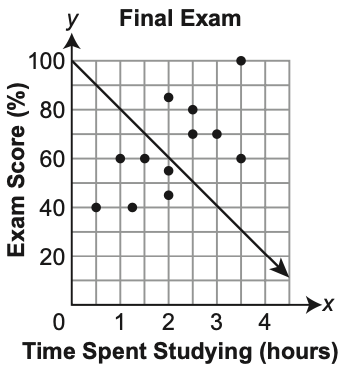 Final Exam
y
100
80
60
40
20
0 1 2 3 4
x
Exam Score (%)
Time Spent Studying (hours)